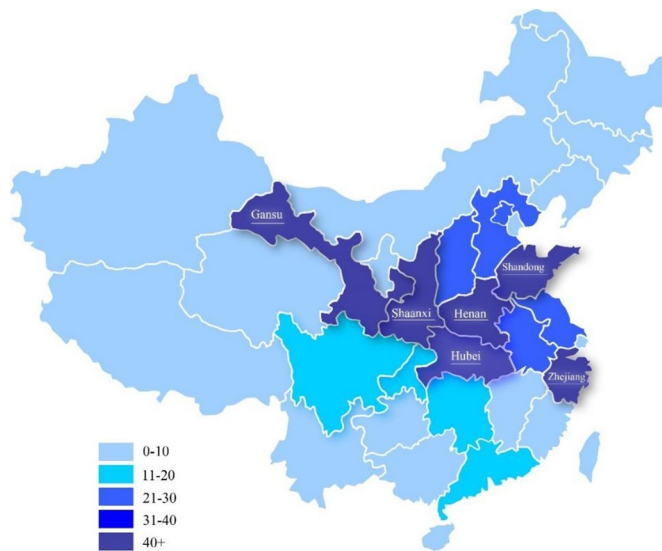 Gansu
Shandong
Shaanxi
Henan
Hubei
Zhejiang
0-10
11-20
21-30
31-40
40+